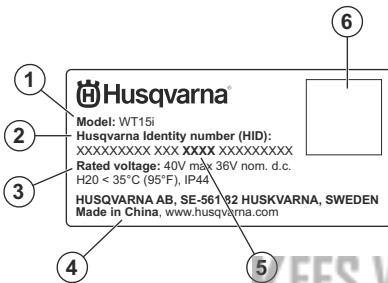 6
1
Husqvarna®
Model: WT15i
2
Husqvarna Identity number (HID):
XXXXXXXXX XXX XXXX XXXXXXXXX
3
Rated voltage: 40V max 36V nom. d.c.
H20 < 35°C (95°F), IP44
HUSQVARNA AB, SE-561 82 HUSKVARNA, SWEDEN
Made in China, www.husqvarna.com
4
5